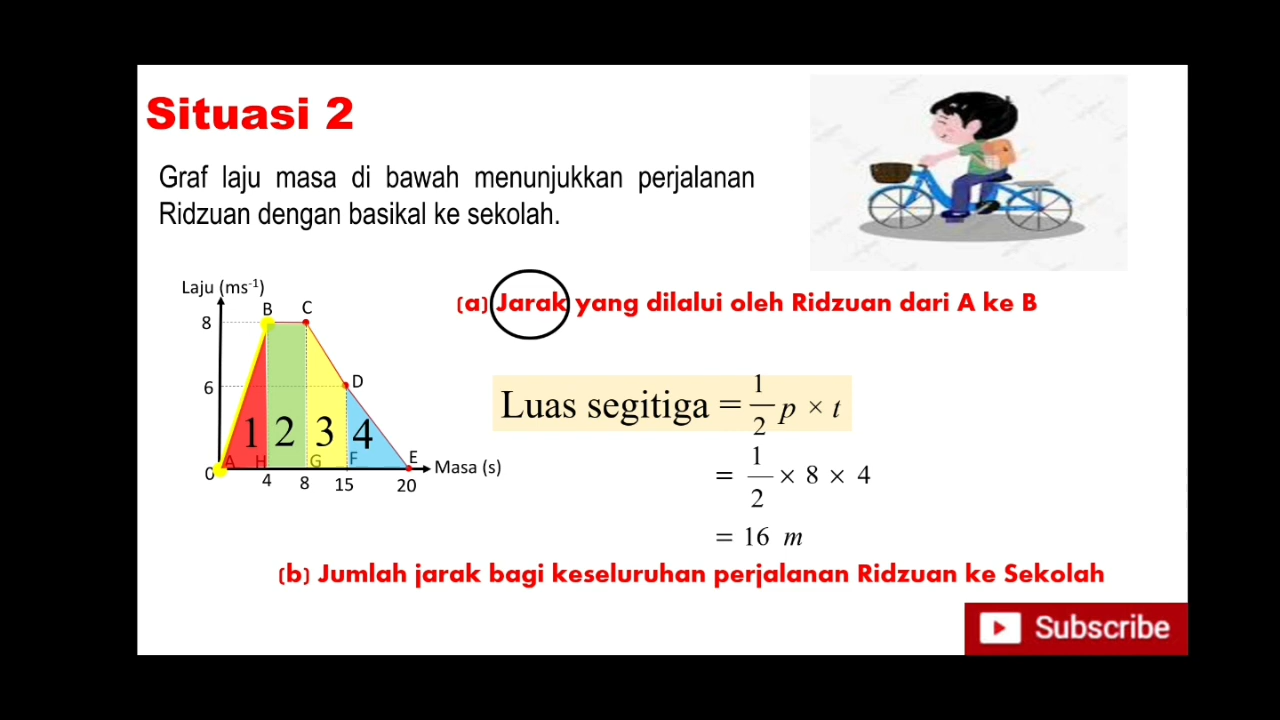 Situasi 2
Graf laju masa di bawah menunjukkan perjalanan
Ridzuan dengan basikal ke sekolah.
Laju (ms⁻¹)
B C
8
(a) Jarak yang dilalui oleh Ridzuan dari A ke B
6
D
1 2 3 4
A H G F E
0
Masa (s)
4 8 15 20
Luas segitiga = 1/2 p × t
= 1/2 × 8 × 4
= 16 m
(b) Jumlah jarak bagi keseluruhan perjalanan Ridzuan ke Sekolah
Subscribe